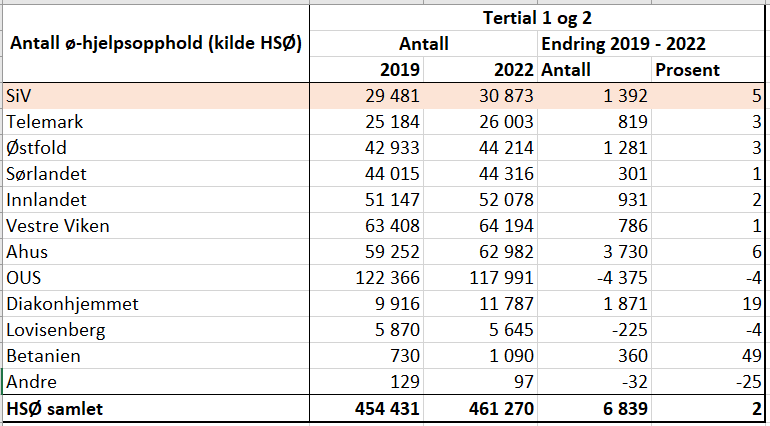 Tertial 1 og 2
Antall ø-hjelpsopphold (kilde HSØ) Antall Endring 2019 - 2022
2019 2022 Antall Prosent
SiV 29 481 30 873 1 392 5
Telemark 25 184 26 003 819 3
Østfold 42 933 44 214 1 281 3
Sørlandet 44 015 44 316 301 1
Innlandet 51 147 52 078 931 2
Vestre Viken 63 408 64 194 786 1
Ahus 59 252 62 982 3 730 6
OUS 122 366 117 991 -4 375 -4
Diakonhjemmet 9 916 11 787 1 871 19
Lovisenberg 5 870 5 645 -225 -4
Betanien 730 1 090 360 49
Andre 129 97 -32 -25
HSØ samlet 454 431 461 270 6 839 2